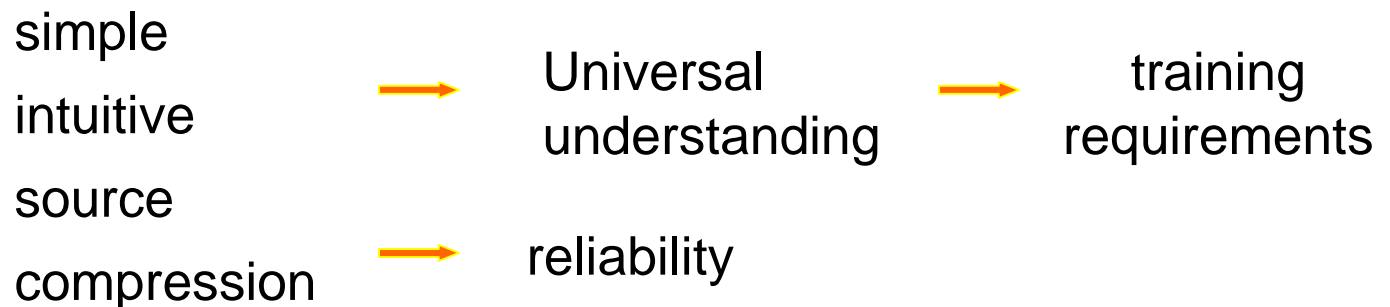 simple
intuitive
source
compression
Universal
understanding
reliability
training
requirements